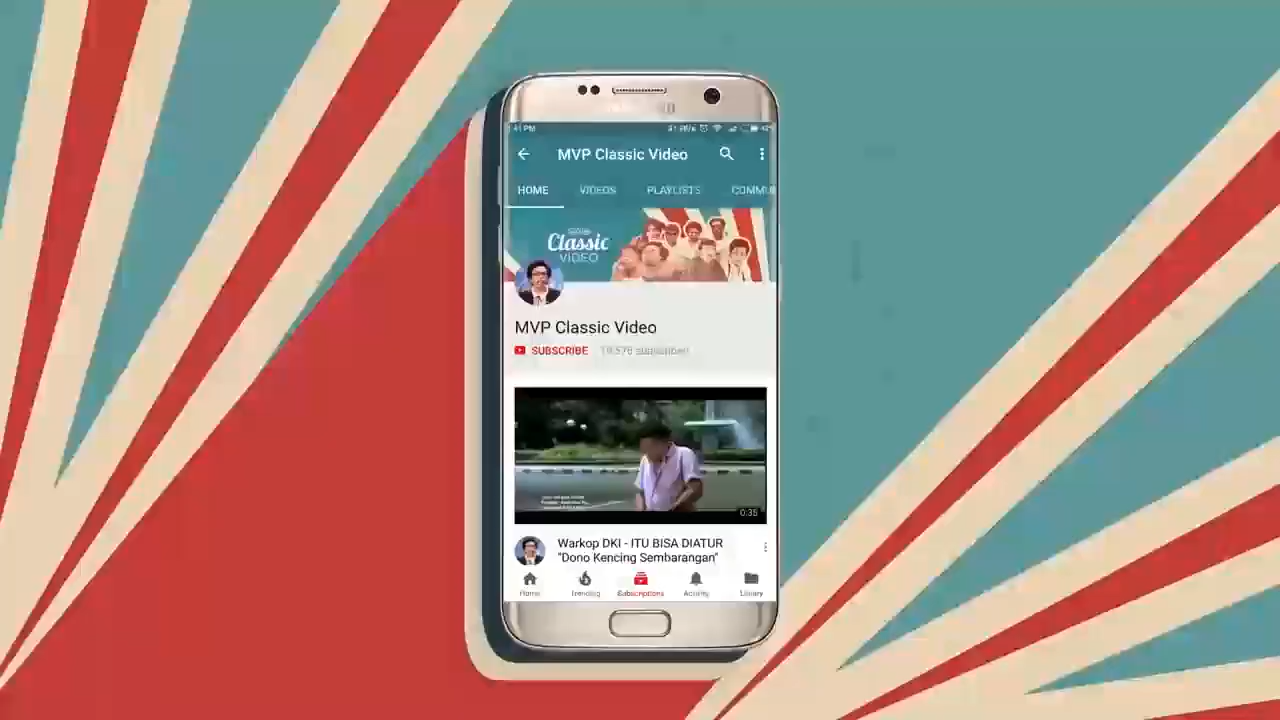 MVP Classic Video
HOME VIDEOS PLAYLISTS
Classic
VIDEO
MVP Classic Video
SUBSCRIBE
0:35
Warkop DKI - ITU BISA DIATUR
"Dono Kencing Sembarangan"
Home Trending Subscriptions Activity Library